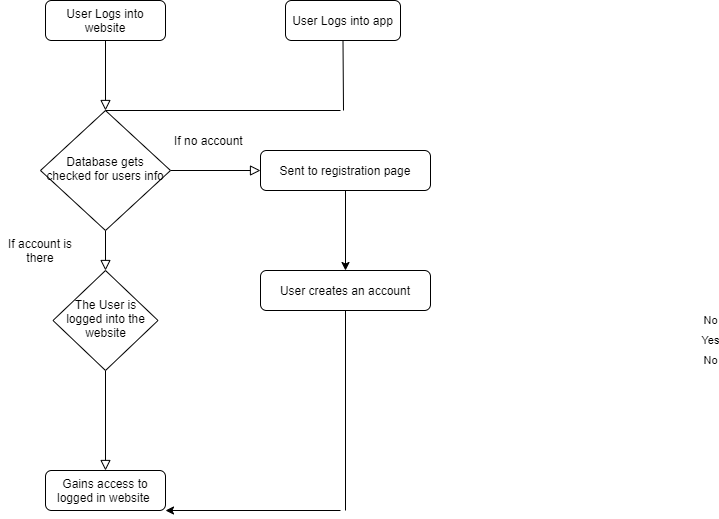 User Logs into
website
User Logs into app
If no account
Database gets
checked for users info
Sent to registration page
If account is
there
User creates an account
The User is
logged into the
website
No
Yes
No
Gains access to
logged in website